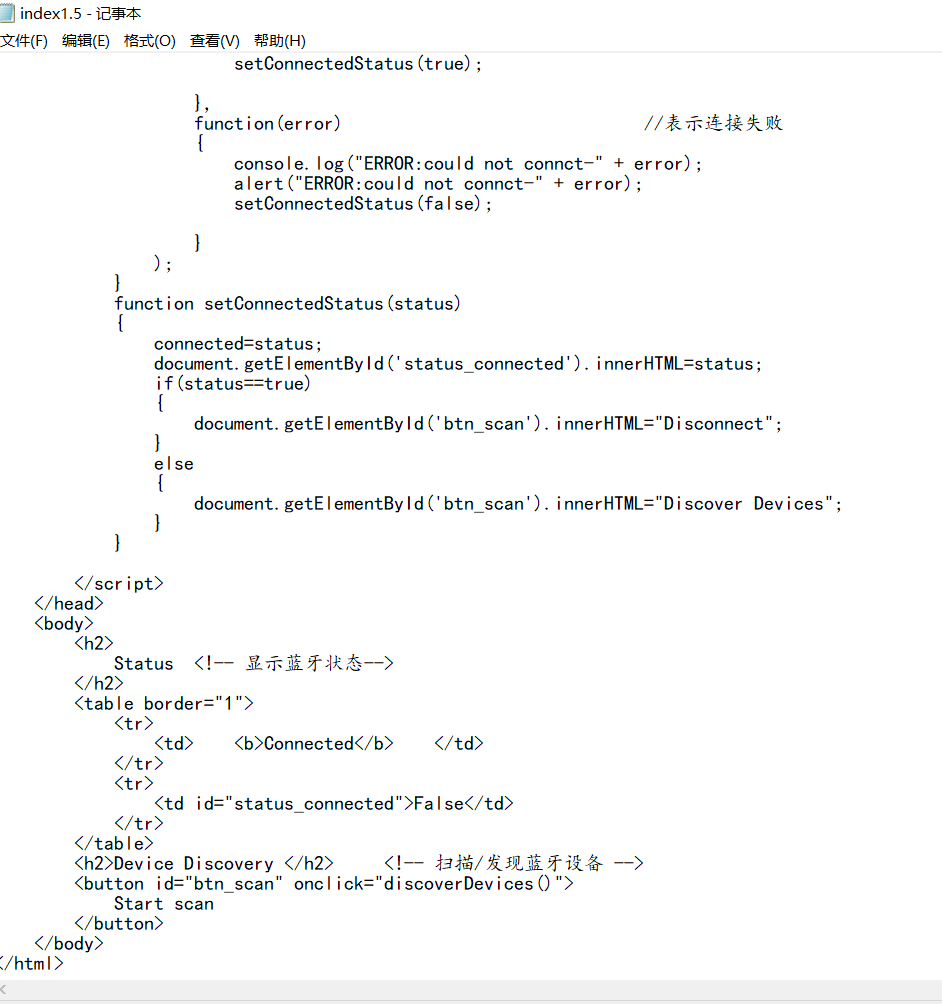 index1.5 - 记事本
文件(F) 编辑(E) 格式(O) 查看(V) 帮助(H)
setConnectedStatus(true);
},
function(error) //表示连接失败
{
console.log("ERROR:could not connct-" + error);
alert("ERROR:could not connct-" + error);
setConnectedStatus(false);
}
);
}
function setConnectedStatus(status)
{
connected=status;
document.getElementById('status_connected').innerHTML=status;
if(status==true)
{
document.getElementById('btn_scan').innerHTML="Disconnect";
}
else
{
document.getElementById('btn_scan').innerHTML="Discover Devices";
}
}
</script>
</head>
<body>
<h2>
Status <!-- 显示蓝牙状态-->
</h2>
<table border="1">
<tr>
<td> <b>Connected</b> </td>
</tr>
<tr>
<td id="status_connected">False</td>
</tr>
</table>
<h2>Device Discovery </h2> <!-- 扫描/发现蓝牙设备 -->
<button id="btn_scan" onclick="discoverDevices()">
Start scan
</button>
</body>
</html>